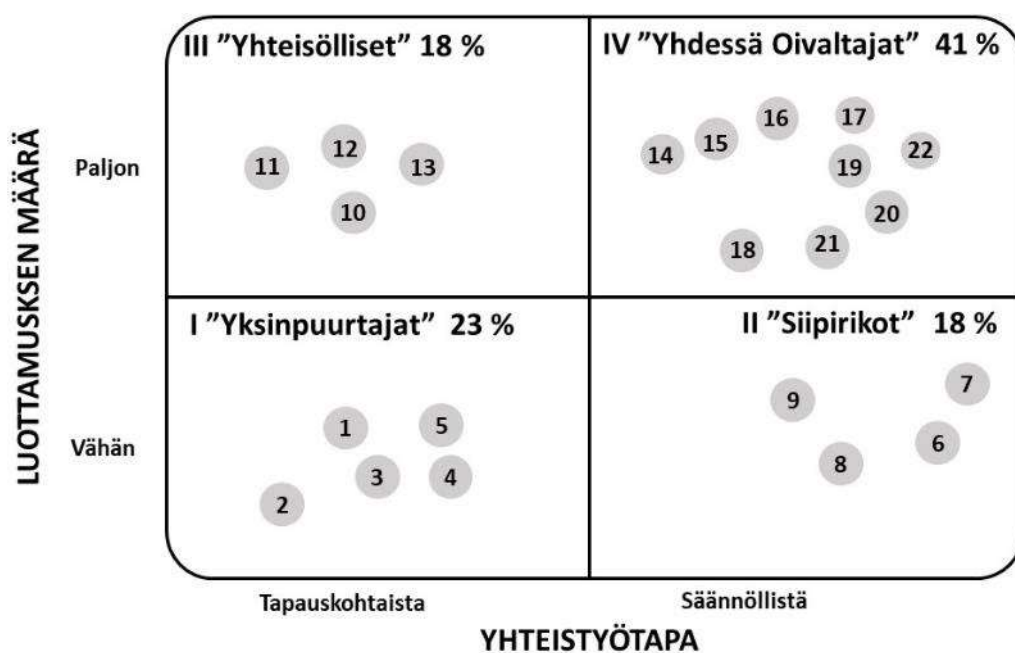 III ”Yhteisölliset” 18 %
IV ”Yhdessä Oivaltajat” 41 %
LUOTTAMUKSEN MÄÄRÄ
Paljon
11
12
13
10
14
15
16
17
19
22
20
18
21
I ”Yksinpuurtajat” 23 %
II ”Siipirikot” 18 %
Vähän
1
5
3
4
2
9
7
6
8
Tapauskohtaista
Säännöllistä
YHTEISTYÖTAPA